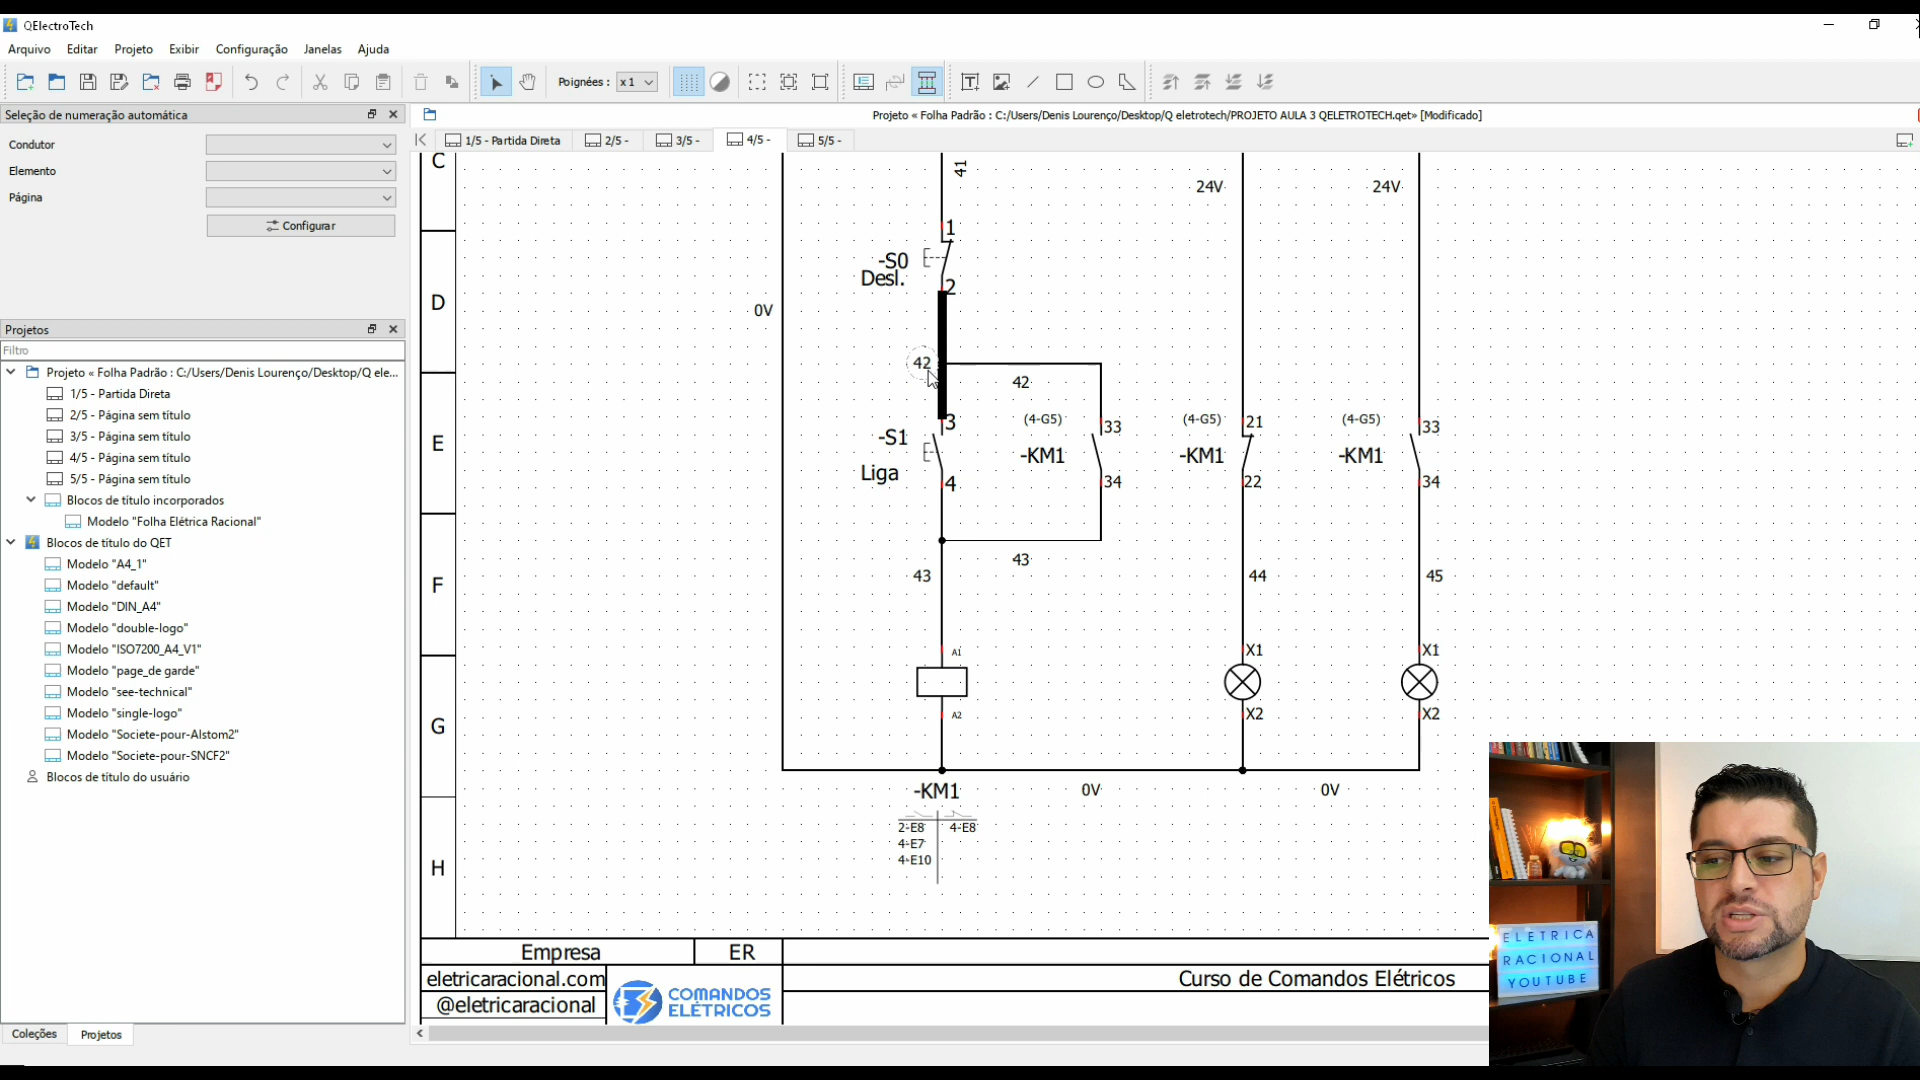 QElectroTech
Arquivo Editar Projeto Exibir Configuração Janelas Ajuda
Poignées : x 1
Seleção de numeração automática
Condutor
Elemento
Página
Configurar
Projetos
Filtro
Projeto « Folha Padrão : C:/Users/Denis Lourenço/Desktop/Q ele...
1/5 - Partida Direta
2/5 - Página sem título
3/5 - Página sem título
4/5 - Página sem título
5/5 - Página sem título
Blocos de título incorporados
Modelo "Folha Elétrica Racional"
Blocos de título do QET
Modelo "A4_1"
Modelo "default"
Modelo "DIN_A4"
Modelo "double-logo"
Modelo "ISO7200_A4_V1"
Modelo "page_de garde"
Modelo "see-technical"
Modelo "single-logo"
Modelo "Societe-pour-Alstom2"
Modelo "Societe-pour-SNCF2"
Blocos de título do usuário
Coleções Projetos
Projeto « Folha Padrão : C:/Users/Denis Lourenço/Desktop/Q eletrotech/PROJETO AULA 3 QELETROTECH.qet» [Modificado]
1/5 - Partida Direta 2/5 - 3/5 - 4/5 - 5/5 -
C
41
24V 24V
1
-S0
Desl.
2
D
0V
42
42
3
(4-G5) (4-G5) (4-G5)
33 21 33
-S1
E
-KM1 -KM1 -KM1
Liga
4
34 22 34
43
43 44 45
F
A1 X1 X1
A2 X2 X2
G
-KM1 0V 0V
2-E8 4-E8
4-E7
4-E10
H
Empresa ER
eletricaracional.com
@eletricaracional
COMANDOS
ELÉTRICOS
Curso de Comandos Elétricos
ELETRICA
RACIONAL
YOUTUBE